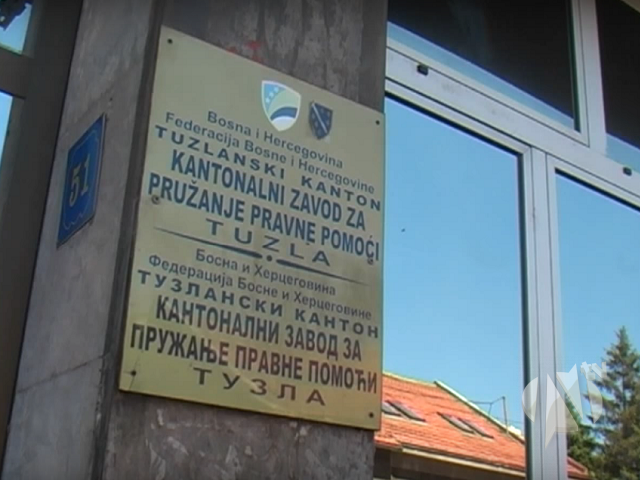 51
Bosna i Hercegovina
Federacija Bosne i Hercegovine
TUZLANSKI KANTON
KANTONALNI ZAVOD ZA
PRUŽANJE PRAVNE POMOĆI
TUZLA
Босна и Херцеговина
Федерација Босне и Херцеговине
ТУЗЛАНСКИ КАНТОН
КАНТОНАЛНИ ЗАВОД ЗА
ПРУЖАЊЕ ПРАВНЕ ПОМОЋИ
ТУЗЛА